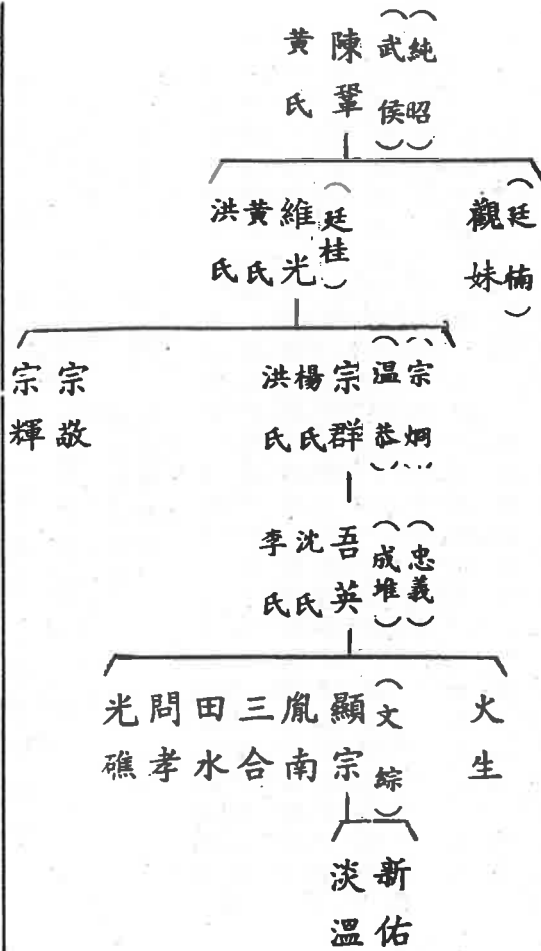 （純昭）
（武侯）
陳鞏
黃氏
（廷楠）
觀妹
（廷桂）
維光
黃氏
洪氏
（宗炯）
（溫恭）
宗群
楊氏
洪氏
宗敬
宗輝
（忠義）
（成堆）
吾英
沈氏
李氏
火生
（文綜）
顯宗
胤南
三合
田水
問孝
光礁
新佑
淡溫